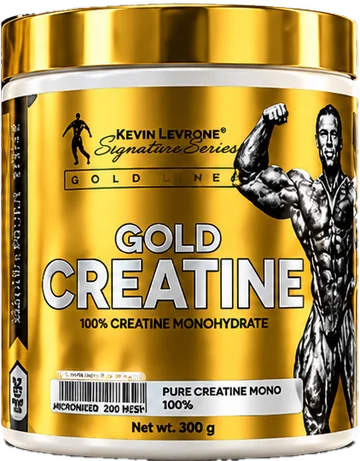 KEVIN LEVRONE®
Signature Series
GOLD LINE
GOLD
CREATINE
100% CREATINE MONOHYDRATE
PURE CREATINE MONO
100%
MICRONIZED 200 MESH
Net wt. 300 g